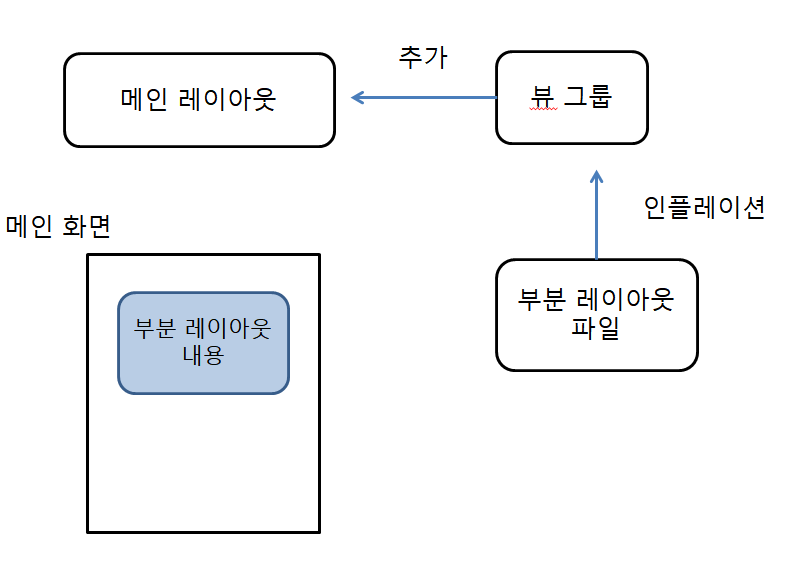 추가
메인 레이아웃
뷰 그룹
인플레이션
메인 화면
부분 레이아웃
파일
부분 레이아웃
내용